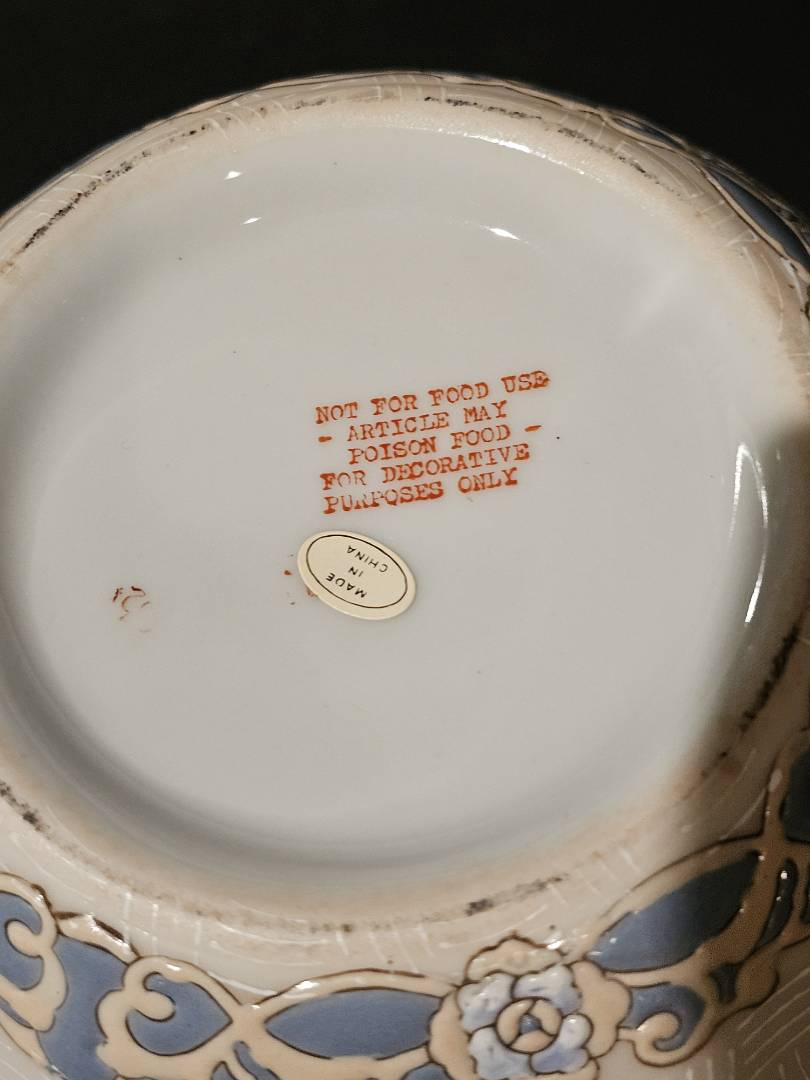 NOT FOR FOOD USE
- ARTICLE MAY
POISON FOOD -
FOR DECORATIVE
PURPOSES ONLY
MADE
IN
CHINA